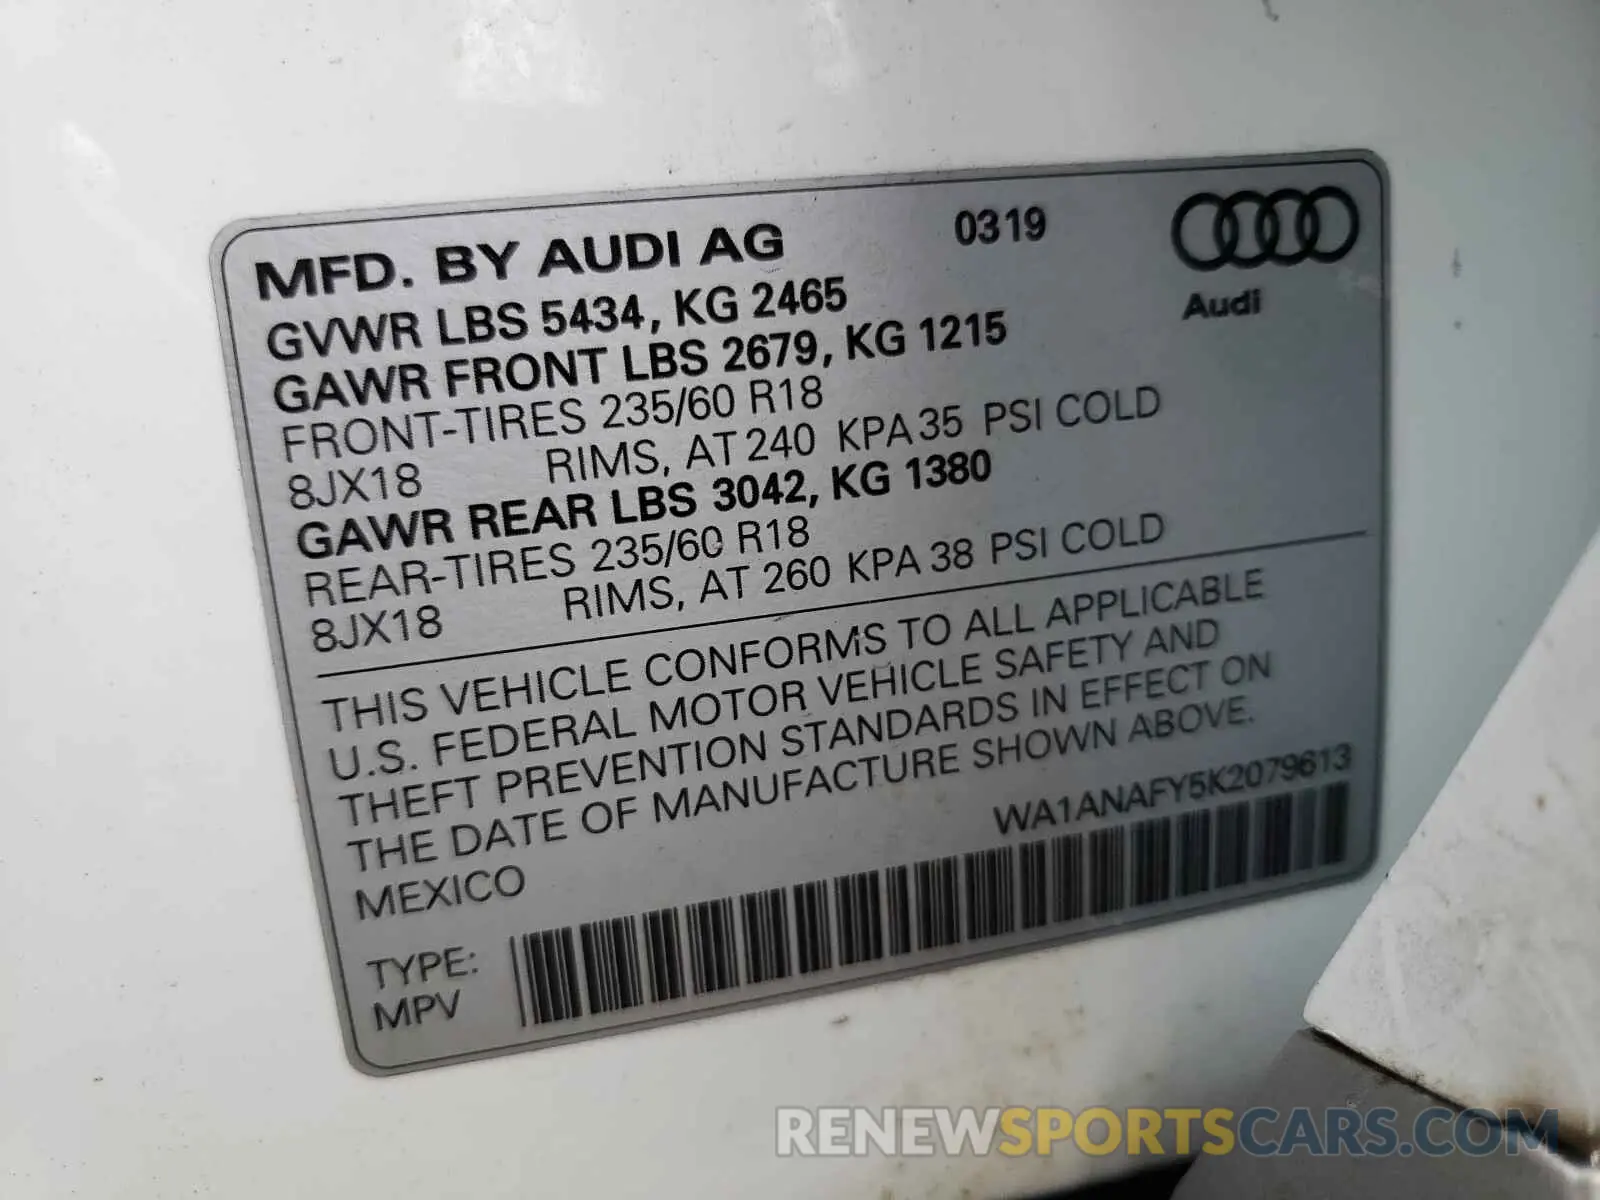 MFD. BY AUDI AG 0319
Audi
GVWR LBS 5434, KG 2465
GAWR FRONT LBS 2679, KG 1215
FRONT-TIRES 235/60 R18
8JX18 RIMS, AT 240 KPA 35 PSI COLD
GAWR REAR LBS 3042, KG 1380
REAR-TIRES 235/60 R18
8JX18 RIMS, AT 260 KPA 38 PSI COLD
THIS VEHICLE CONFORMS TO ALL APPLICABLE
U.S. FEDERAL MOTOR VEHICLE SAFETY AND
THEFT PREVENTION STANDARDS IN EFFECT ON
THE DATE OF MANUFACTURE SHOWN ABOVE.
MEXICO WA1ANAFY5K2079613
TYPE:
MPV
RENEWSPORTSCARS.COM